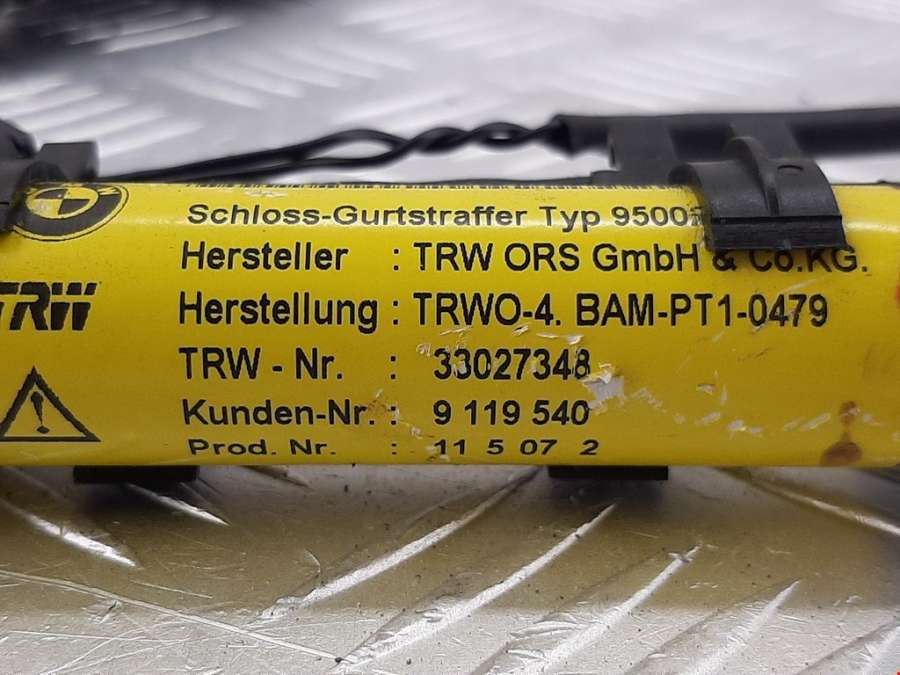 Schloss-Gurtstraffer Typ 9500
Hersteller : TRW ORS GmbH & Co.KG.
TRW
Herstellung : TRWO-4. BAM-PT1-0479
TRW - Nr. : 33027348
Kunden-Nr. : 9 119 540
Prod. Nr. : 11 5 07 2